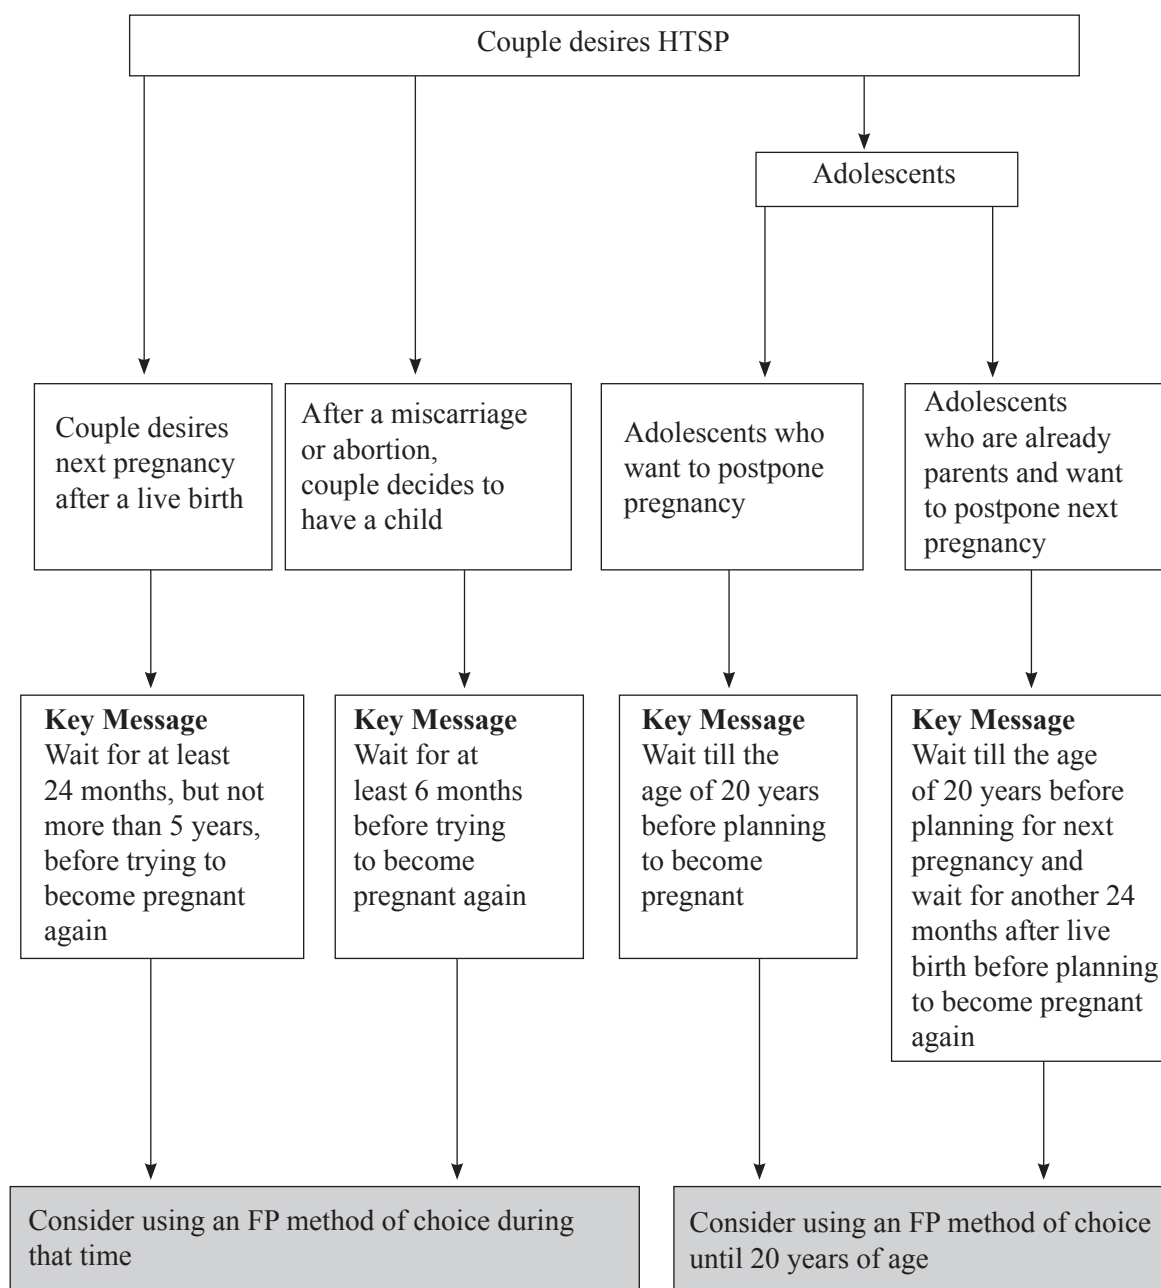 Couple desires HTSP
Adolescents
Couple desires
next pregnancy
after a live birth
After a miscarriage
or abortion,
couple decides to
have a child
Adolescents who
want to postpone
pregnancy
Adolescents
who are already
parents and want
to postpone next
pregnancy
Key Message
Wait for at least
24 months, but not
more than 5 years,
before trying to
become pregnant
again
Key Message
Wait for at
least 6 months
before trying
to become
pregnant again
Key Message
Wait till the
age of 20 years
before planning
to become
pregnant
Key Message
Wait till the age
of 20 years before
planning for next
pregnancy and
wait for another 24
months after live
birth before planning
to become pregnant
again
Consider using an FP method of choice during
that time
Consider using an FP method of choice
until 20 years of age